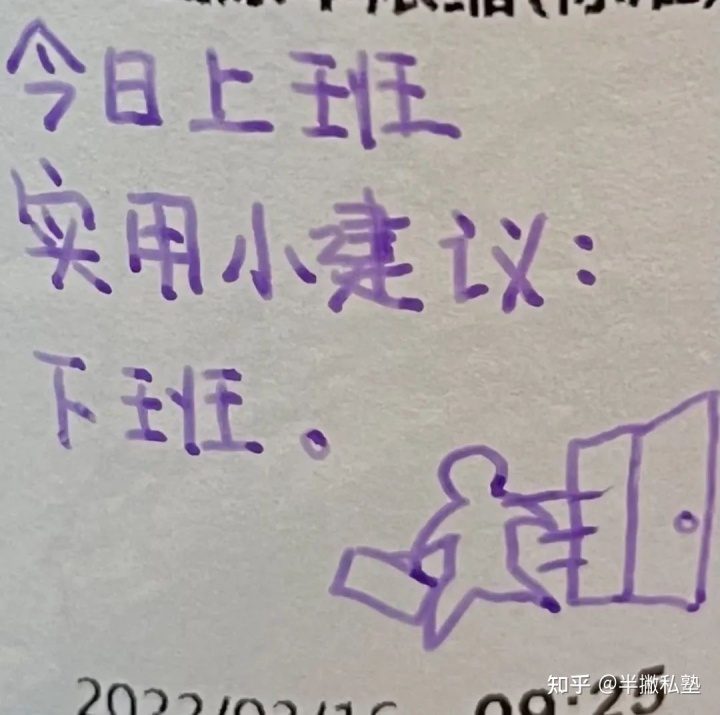 今日上班
实用小建议：
下班。
知乎 @半撇私塾